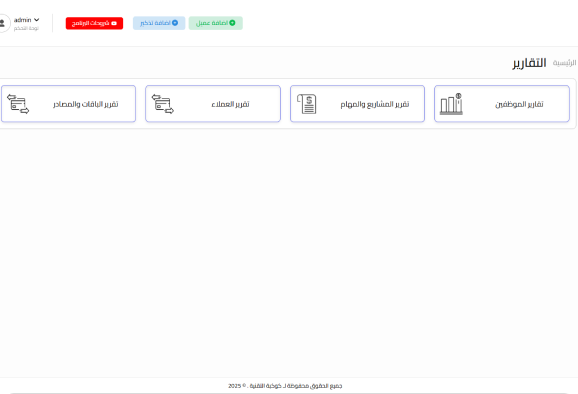 اضافة عميل
اضافة تذكير
شروحات البرنامج
admin
لوحة التحكم
الرئيسية
التقارير
تقارير الموظفين
تقرير المشاريع والمهام
تقرير العملاء
تقرير الباقات والمصادر
جميع الحقوق محفوظة لـ كوكبة التقنية . © 2025